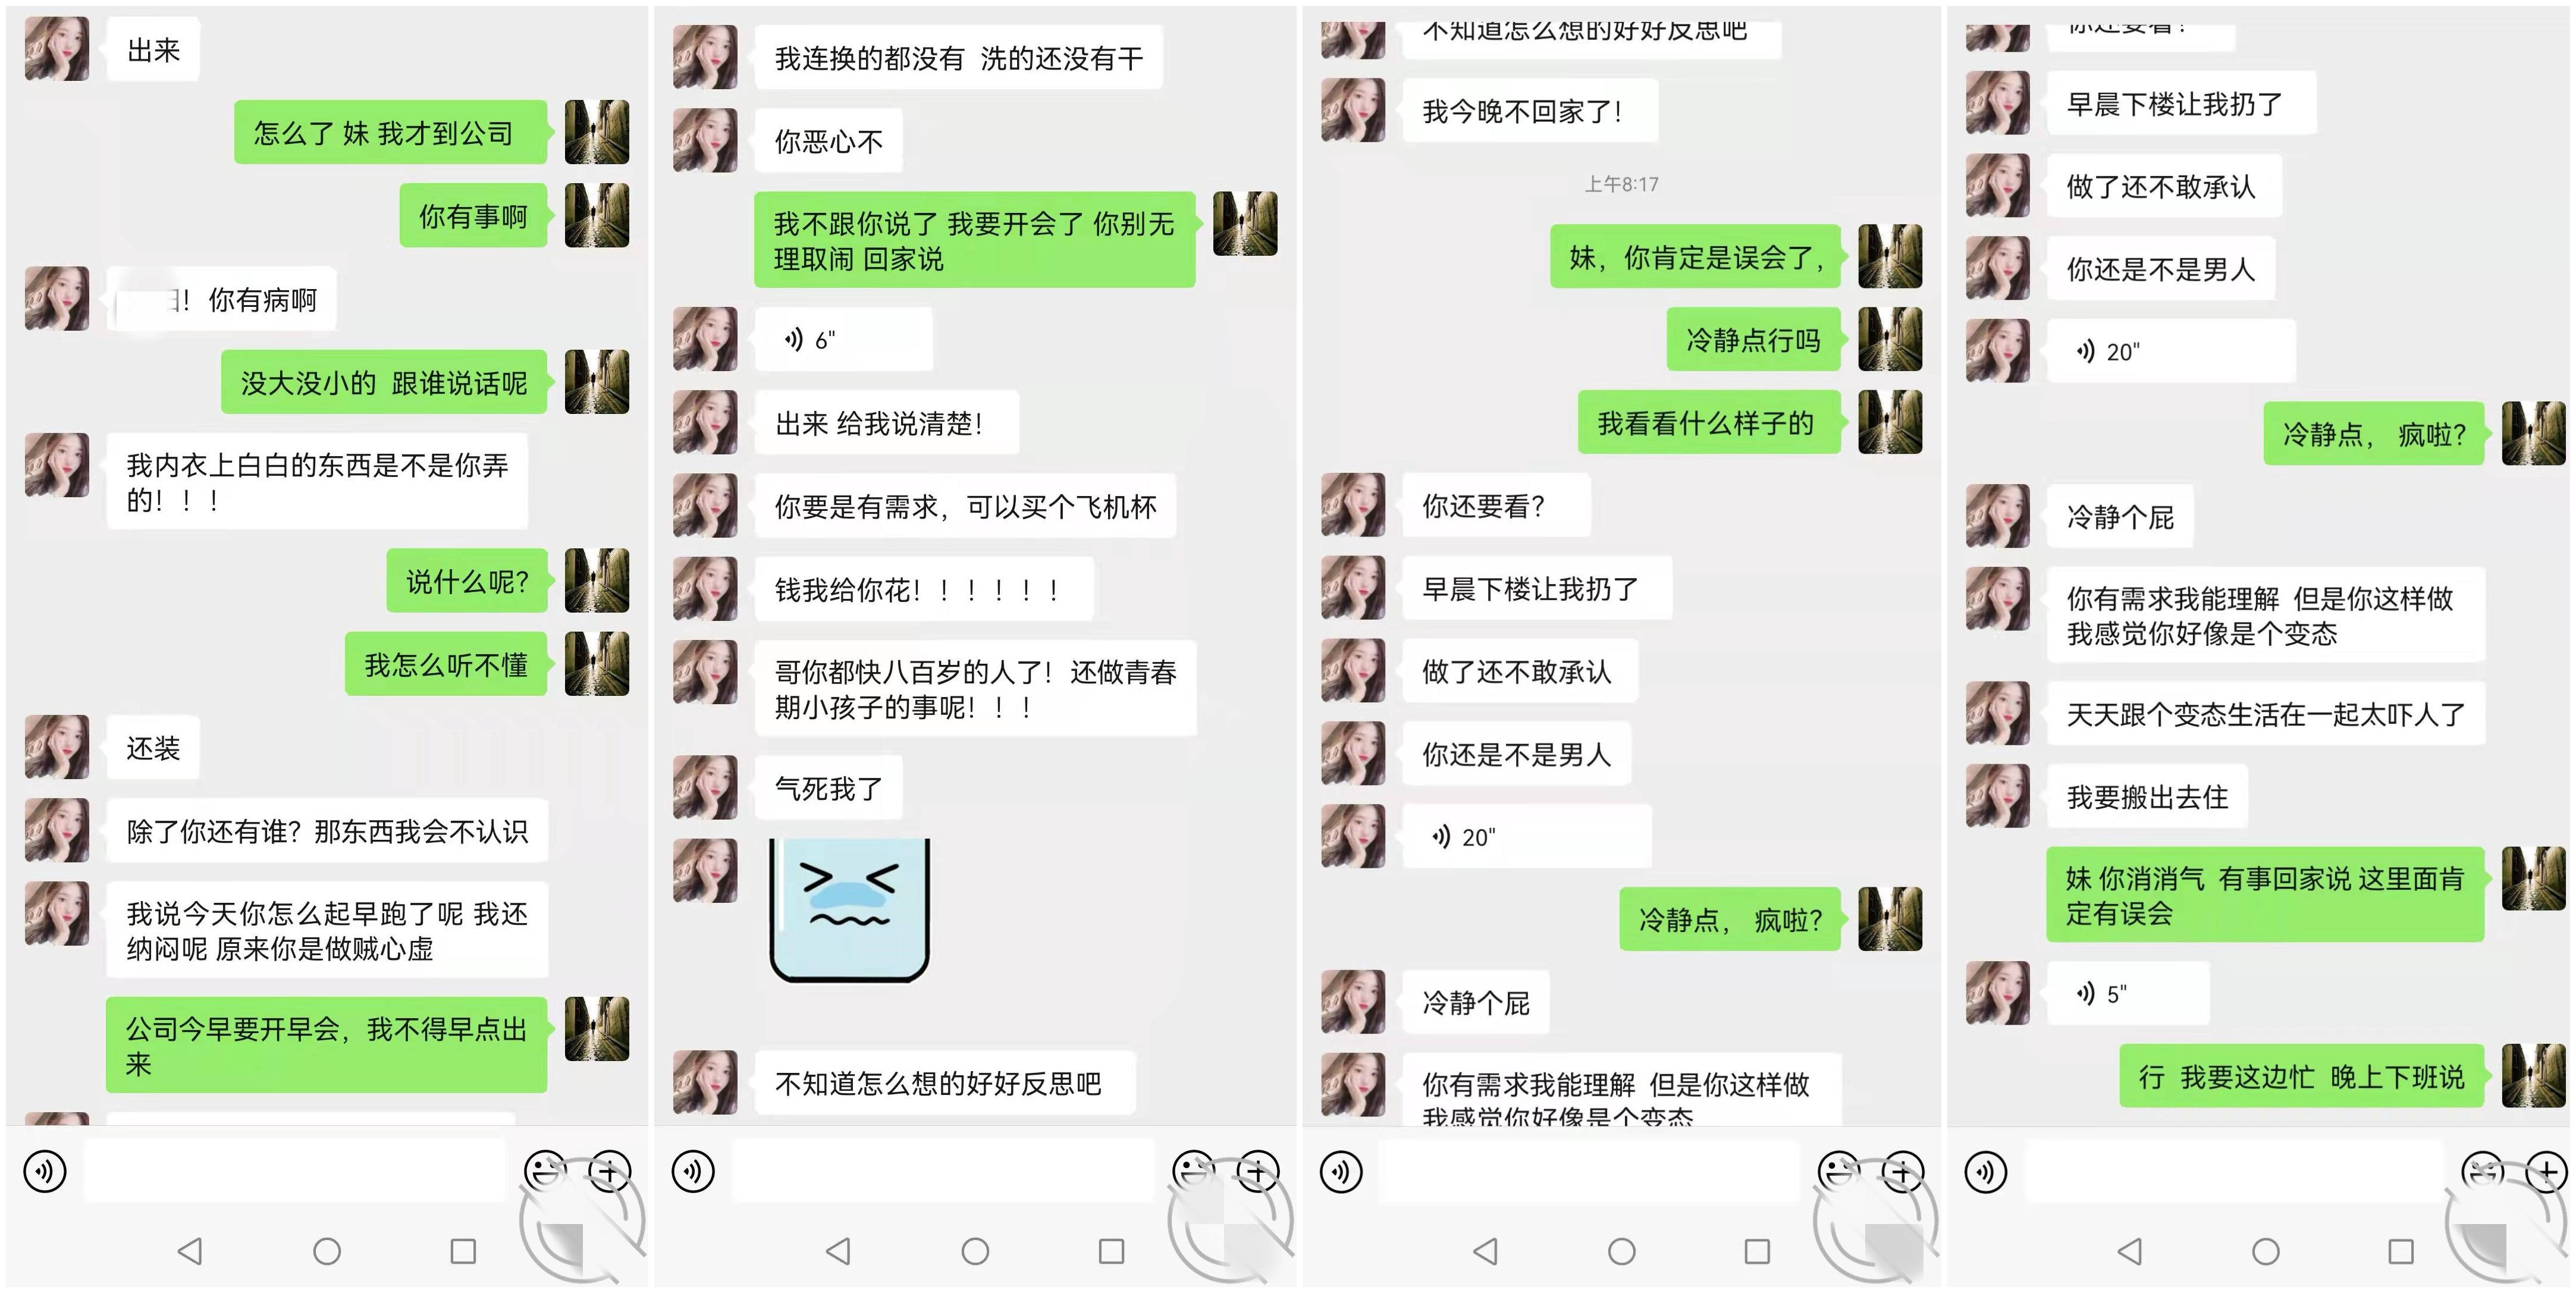 出来
怎么了 妹 我才到公司
你有事啊
！你有病啊
没大没小的 跟谁说话呢
我内衣上白白的东西是不是你弄
的！！！
说什么呢？
我怎么听不懂
还装
除了你还有谁？那东西我会不认识
我说今天你怎么起早跑了呢 我还
纳闷呢 原来你是做贼心虚
公司今早要开早会，我不得早点出
来
我连换的都没有 洗的还没有干
你恶心不
我不跟你说了 我要开会了 你别无
理取闹 回家说
6"
出来 给我说清楚！
你要是有需求，可以买个飞机杯
钱我给你花！！！！！！
哥你都快八百岁的人了！还做青春
期小孩子的事呢！！！
气死我了
不知道怎么想的好好反思吧
不知道怎么想的好好反思吧
我今晚不回家了！
上午8:17
妹，你肯定是误会了，
冷静点行吗
我看看什么样子的
你还要看？
早晨下楼让我扔了
做了还不敢承认
你还是不是男人
20"
冷静点， 疯啦？
冷静个屁
你有需求我能理解 但是你这样做
我感觉你好像是个变态
你还要看？
早晨下楼让我扔了
做了还不敢承认
你还是不是男人
20"
冷静点， 疯啦？
冷静个屁
你有需求我能理解 但是你这样做
我感觉你好像是个变态
天天跟个变态生活在一起太吓人了
我要搬出去住
妹 你消消气 有事回家说 这里面肯
定有误会
5"
行 我要这边忙 晚上下班说